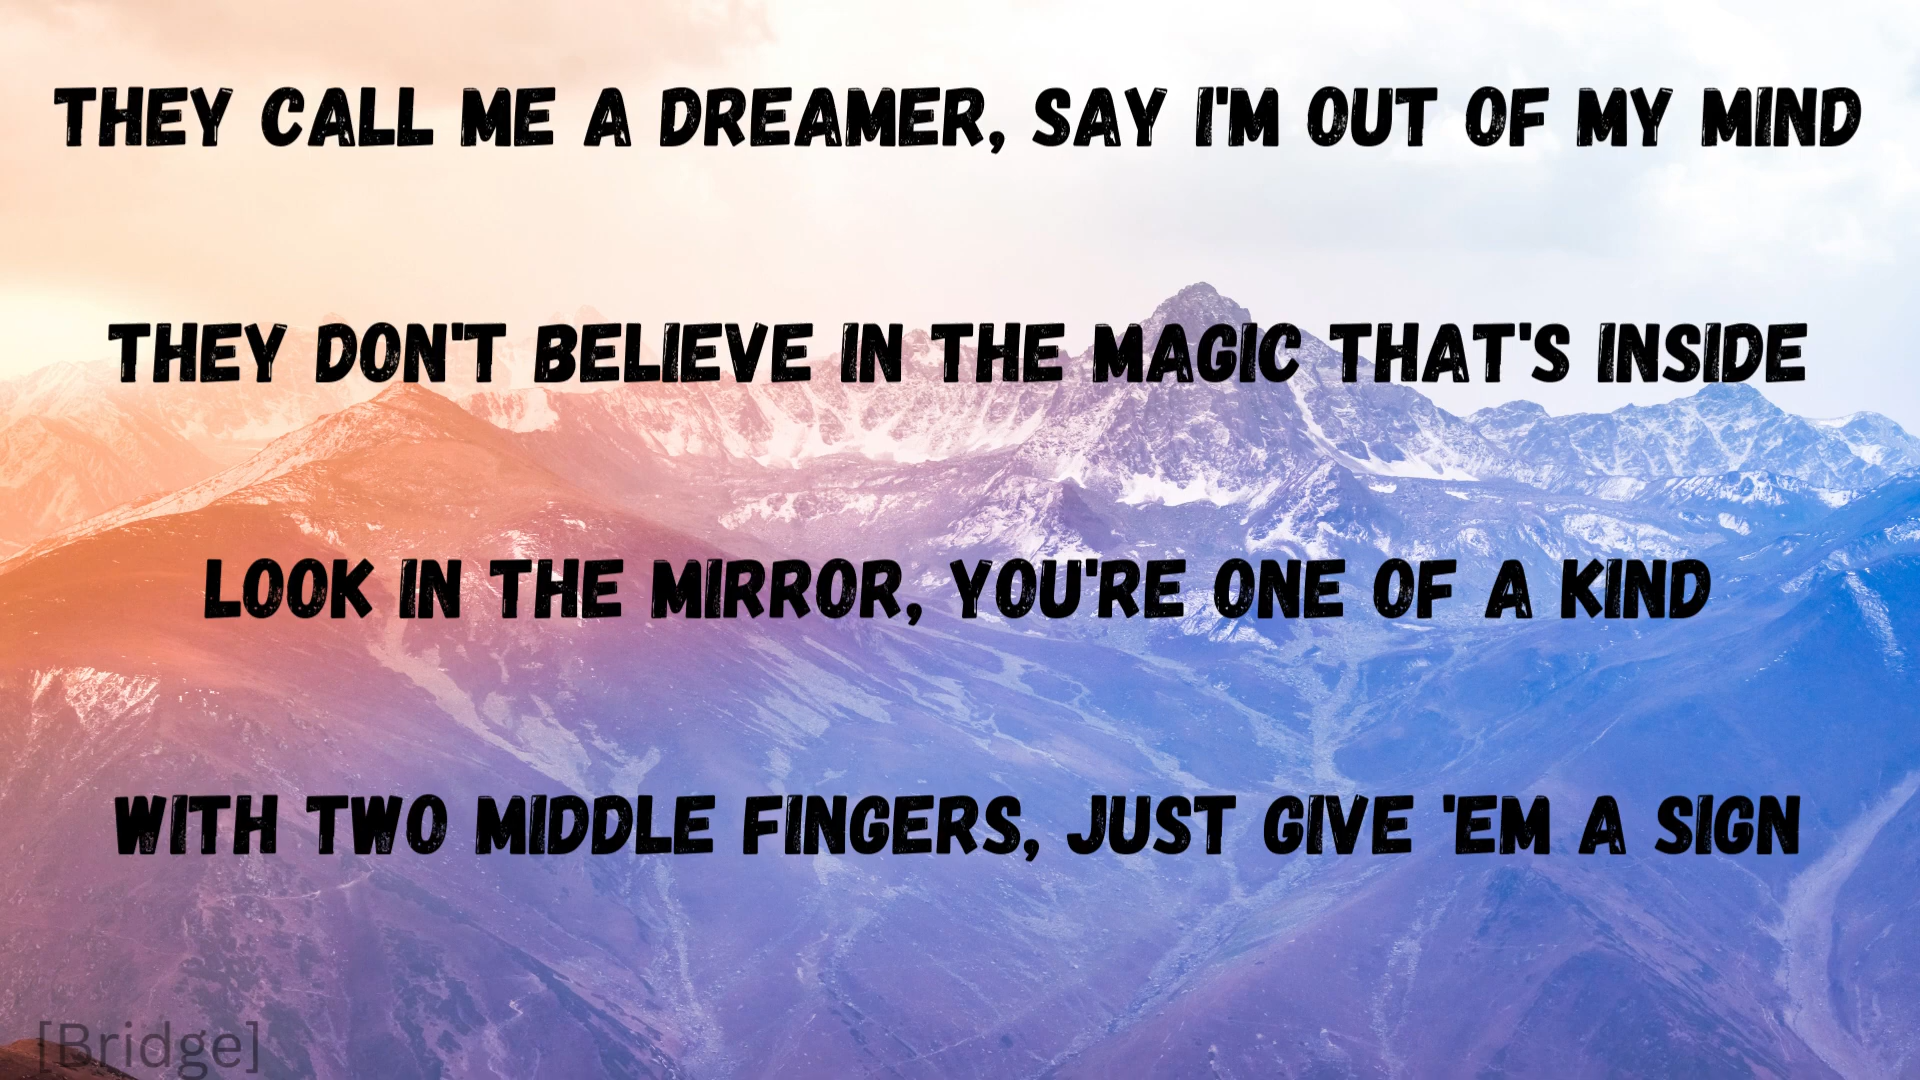 THEY CALL ME A DREAMER, SAY I'M OUT OF MY MIND
THEY DON'T BELIEVE IN THE MAGIC THAT'S INSIDE
LOOK IN THE MIRROR, YOU'RE ONE OF A KIND
WITH TWO MIDDLE FINGERS, JUST GIVE 'EM A SIGN
[Bridge]